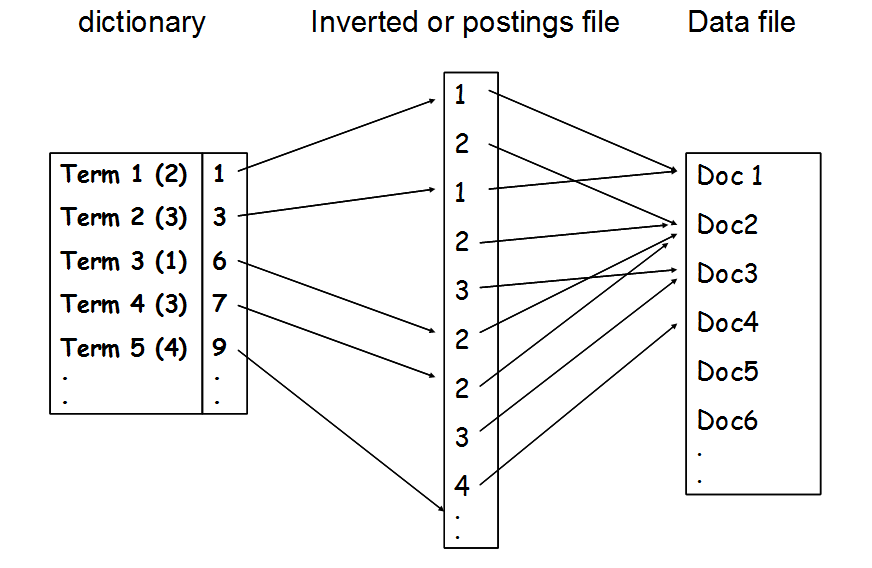 dictionary
Inverted or postings file
Data file
Term 1 (2) 1
Term 2 (3) 3
Term 3 (1) 6
Term 4 (3) 7
Term 5 (4) 9
. .
. .
1
2
1
2
3
2
2
3
4
.
.
Doc 1
Doc2
Doc3
Doc4
Doc5
Doc6
.
.